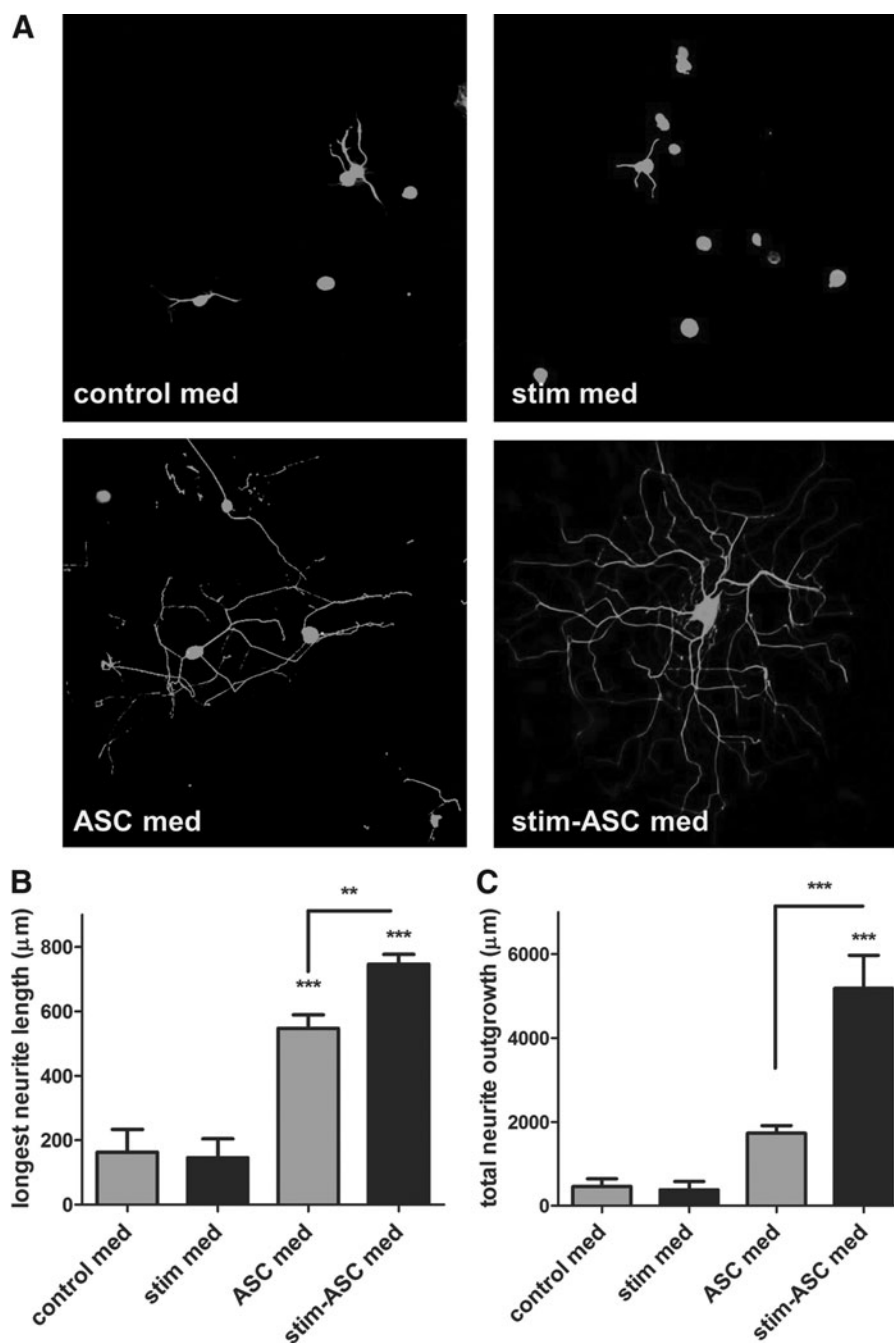 A
control med
stim med
ASC med
stim-ASC med
B
longest neurite length (μm)
800
600
400
200
0
***
**
***
control med
stim med
ASC med
stim-ASC med
C
total neurite outgrowth (μm)
6000
4000
2000
0
***
***
control med
stim med
ASC med
stim-ASC med